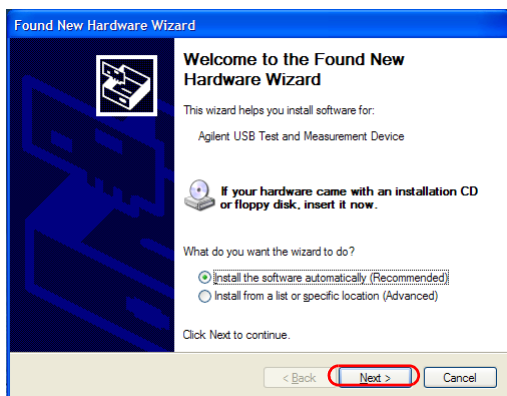 Found New Hardware Wizard
Welcome to the Found New
Hardware Wizard
This wizard helps you install software for:
Agilent USB Test and Measurement Device
If your hardware came with an installation CD
or floppy disk, insert it now.
What do you want the wizard to do?
Install the software automatically (Recommended)
Install from a list or specific location (Advanced)
Click Next to continue.
< Back Next > Cancel